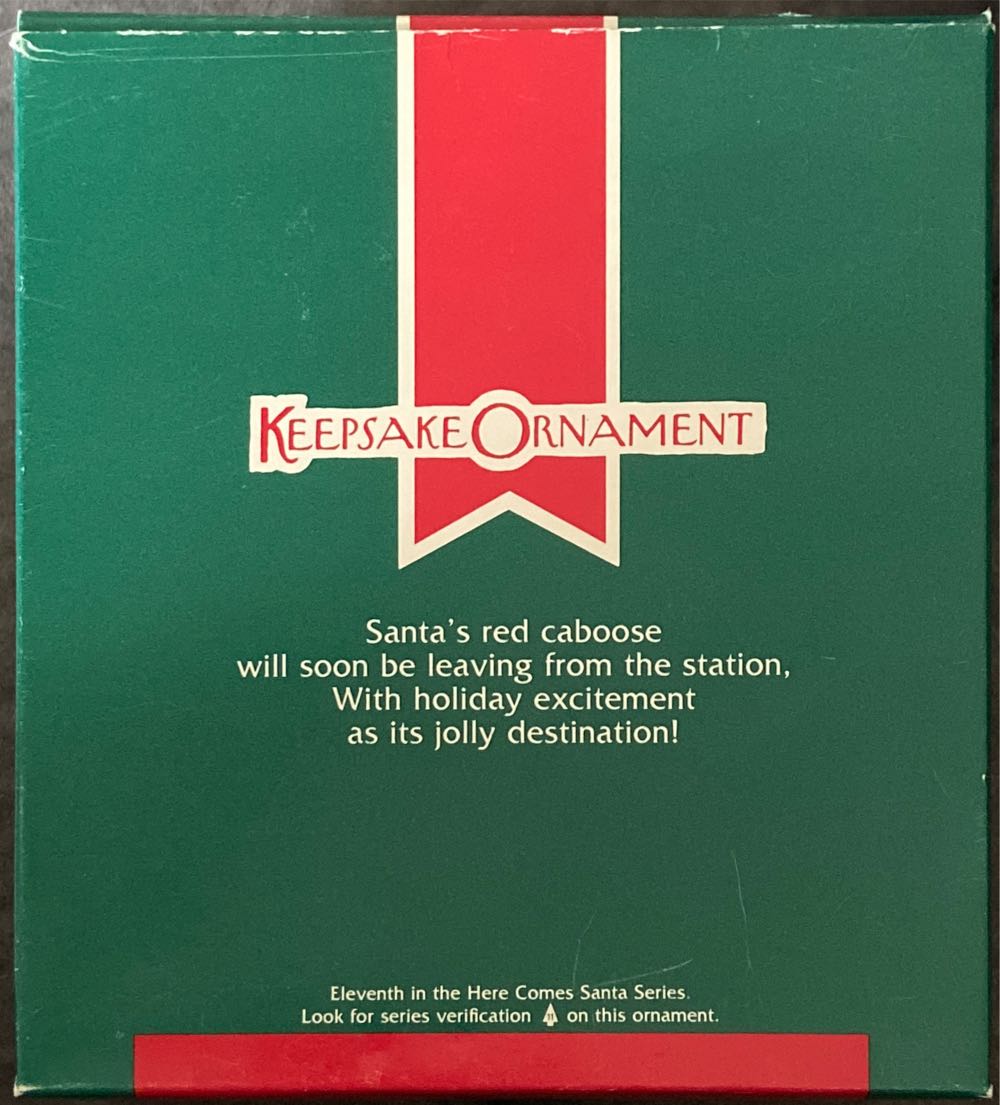 KEEPSAKE ORNAMENT
Santa's red caboose
will soon be leaving from the station,
With holiday excitement
as its jolly destination!
Eleventh in the Here Comes Santa Series.
Look for series verification 11 on this ornament.